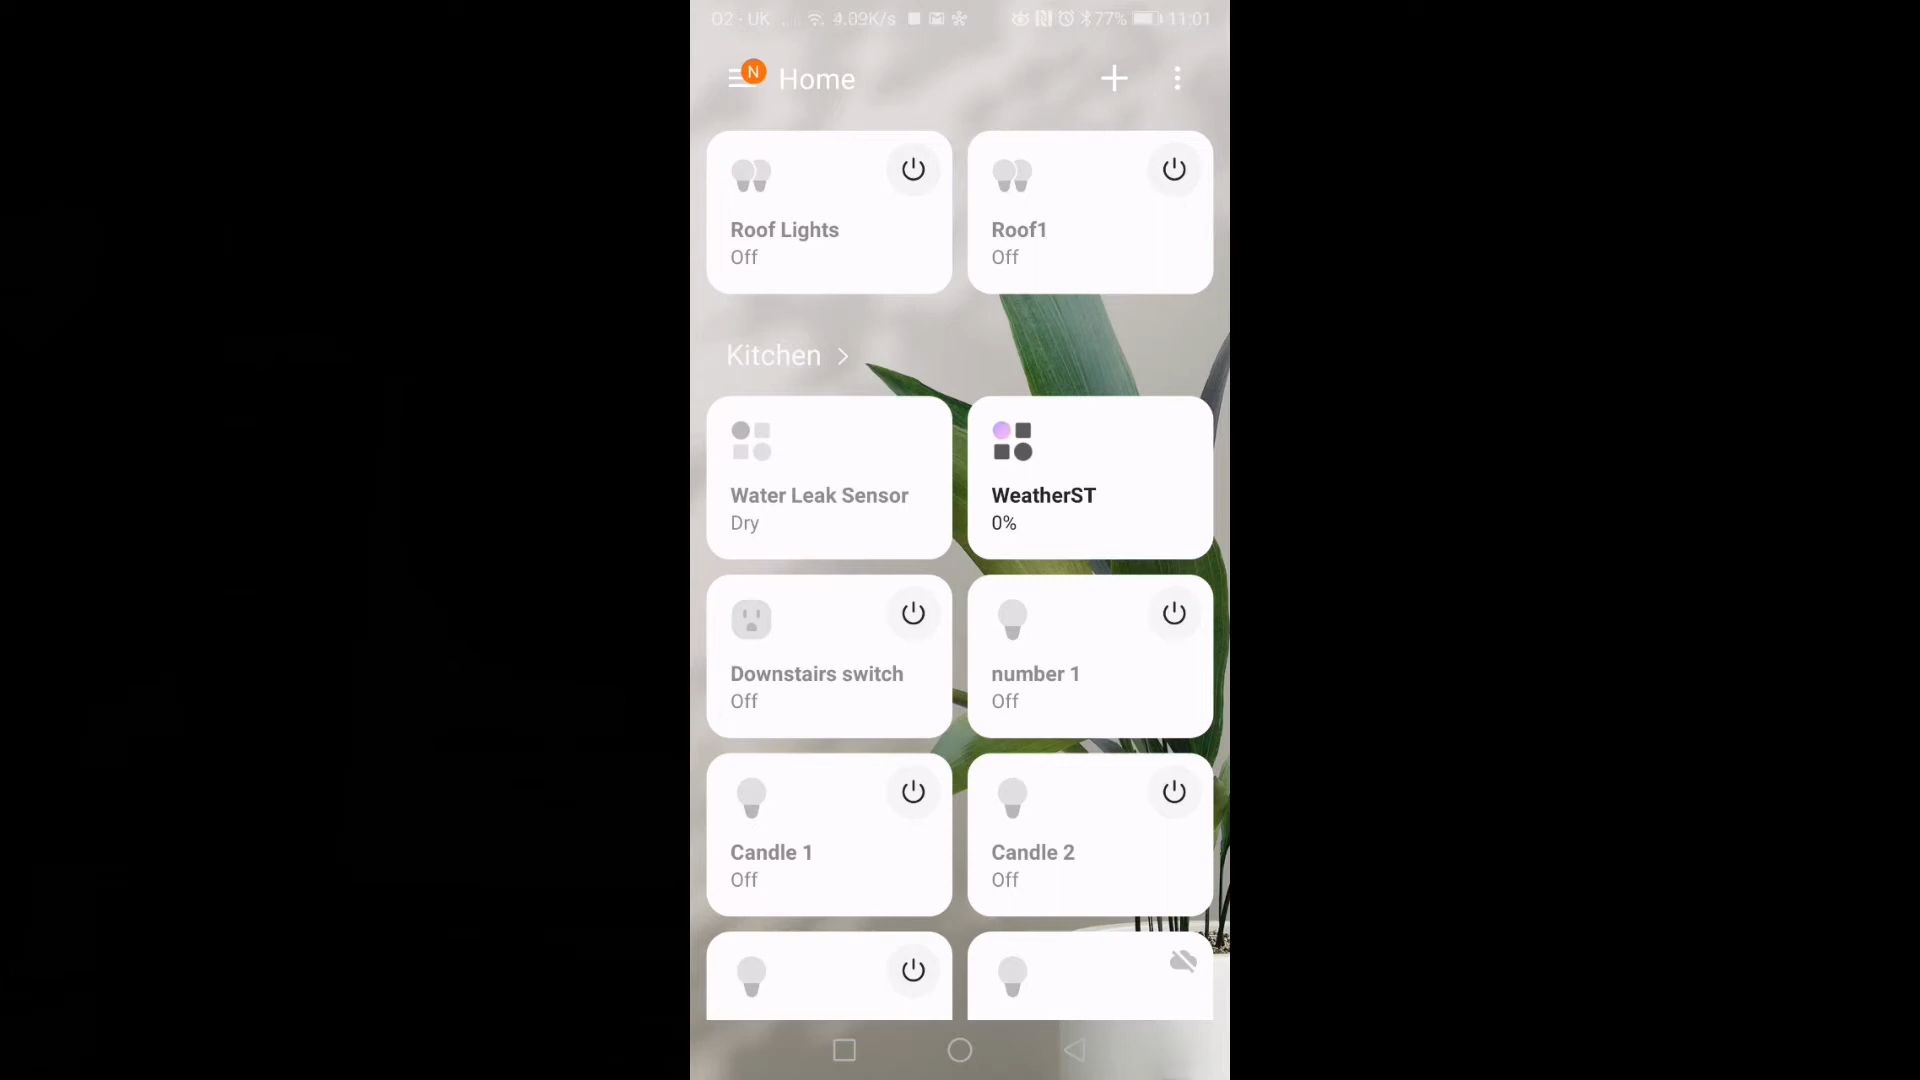 O2 - UK 4.09K/s 77% 11:01
N Home
Roof Lights
Off
Roof1
Off
Kitchen
Water Leak Sensor
Dry
WeatherST
0%
Downstairs switch
Off
number 1
Off
Candle 1
Off
Candle 2
Off